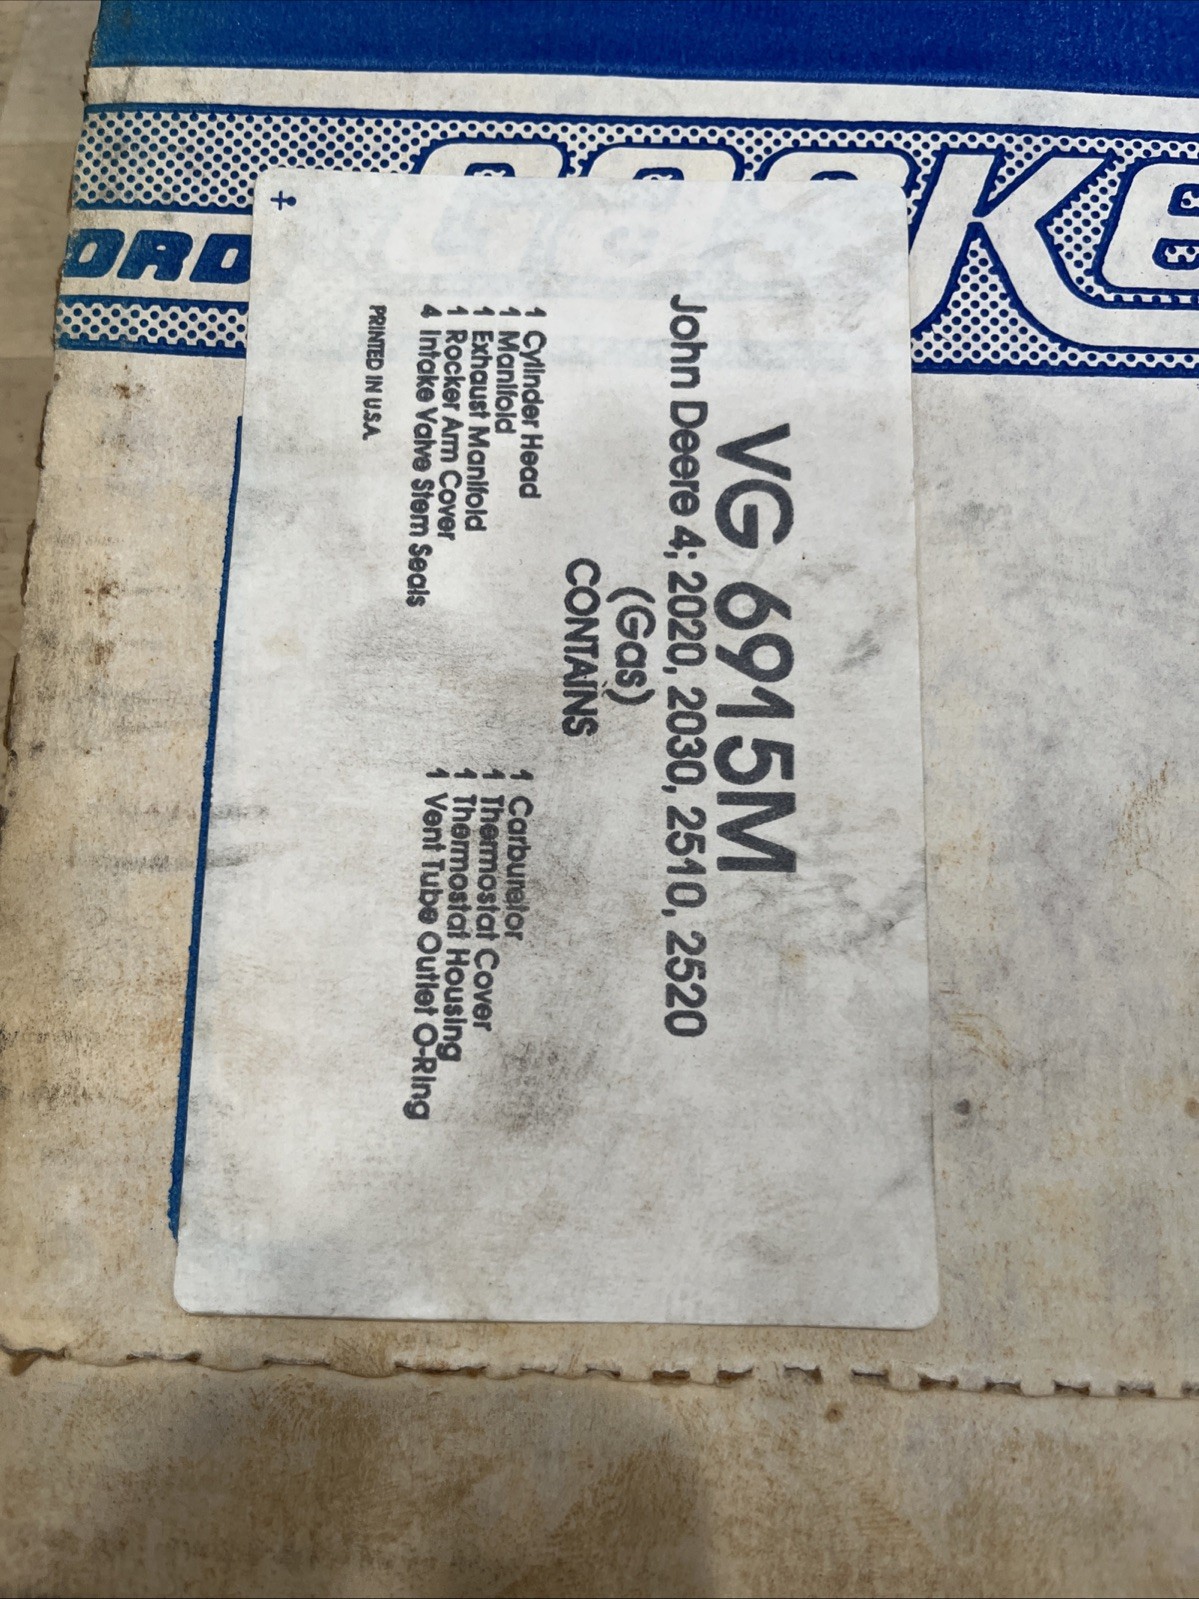 VG 6915M
John Deere 4; 2020, 2030, 2510, 2520
(Gas)
CONTAINS
1 Cylinder Head
1 Manifold
1 Exhaust Manifold
1 Rocker Arm Cover
4 Intake Valve Stem Seals
1 Carburetor
1 Thermostat Cover
1 Thermostat Housing
1 Vent Tube Outlet O-Ring
PRINTED IN U.S.A.